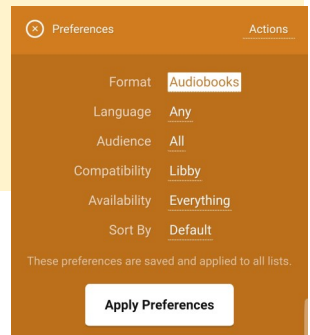 Preferences Actions
Format Audiobooks
Language Any
Audience All
Compatibility Libby
Availability Everything
Sort By Default
These preferences are saved and applied to all lists.
Apply Preferences